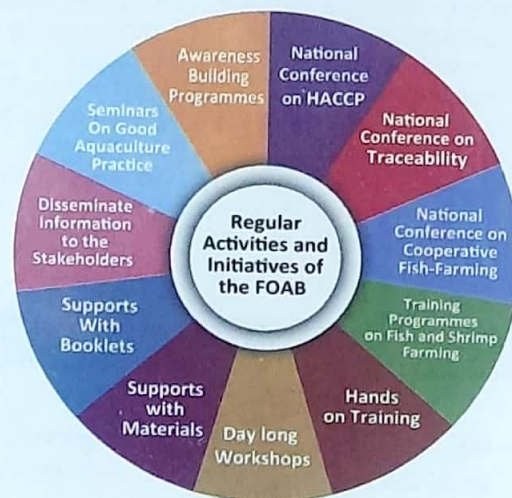 Regular
Activities and
Initiatives of
the FOAB
National
Conference
on HACCP
National
Conference on
Traceability
National
Conference on
Cooperative
Fish-Farming
Training
Programmes
on Fish and Shrimp
Farming
Hands
on Training
Day long
Workshops
Supports
with
Materials
Supports
With
Booklets
Disseminate
Information
to the
Stakeholders
Seminars
On Good
Aquaculture
Practice
Awareness
Building
Programmes